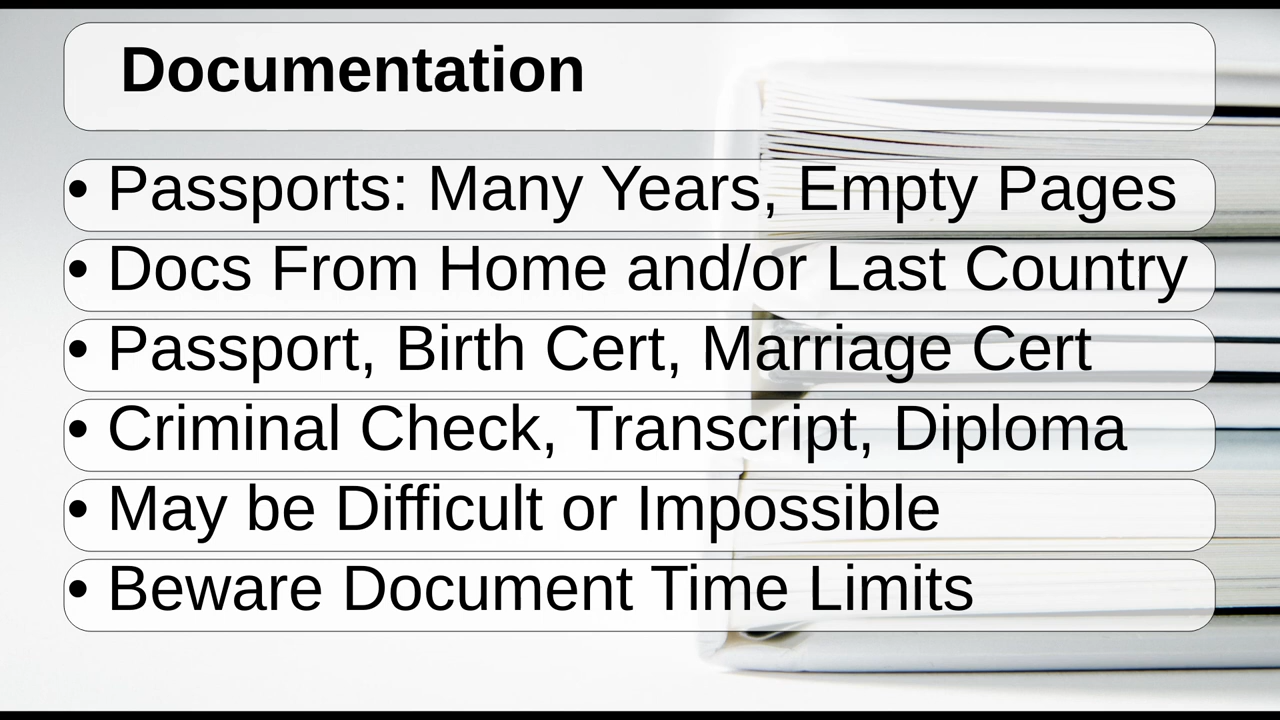 Documentation
• Passports: Many Years, Empty Pages
• Docs From Home and/or Last Country
• Passport, Birth Cert, Marriage Cert
• Criminal Check, Transcript, Diploma
• May be Difficult or Impossible
• Beware Document Time Limits